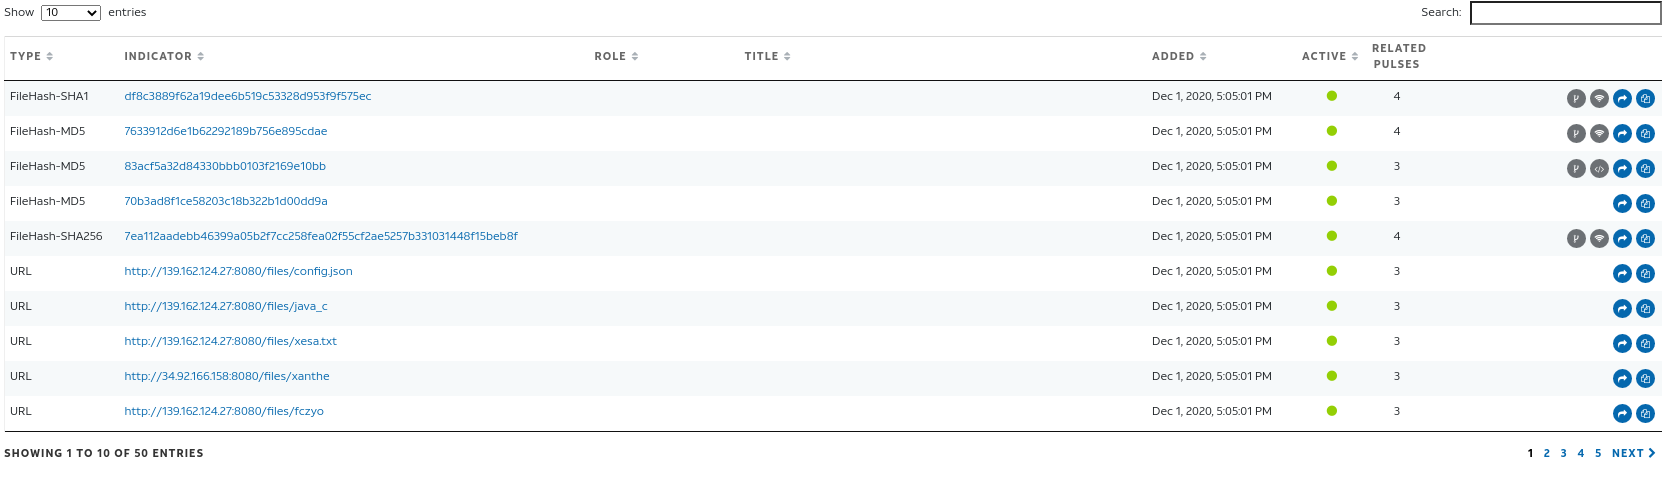 Show 10 entries Search:
TYPE INDICATOR ROLE TITLE ADDED ACTIVE RELATED PULSES
FileHash-SHA1 df8c3889f62a19dee6b519c53328d953f9f575ec Dec 1, 2020, 5:05:01 PM 4
FileHash-MD5 7633912d6e1b62292189b756e895cdae Dec 1, 2020, 5:05:01 PM 4
FileHash-MD5 83acf5a32d84330bbb0103f2169e10bb Dec 1, 2020, 5:05:01 PM 3
FileHash-MD5 70b3ad8f1ce58203c18b322b1d00dd9a Dec 1, 2020, 5:05:01 PM 3
FileHash-SHA256 7ea112aadebb46399a05b2f7cc258fea02f55cf2ae5257b331031448f15beb8f Dec 1, 2020, 5:05:01 PM 4
URL http://139.162.124.27:8080/files/config.json Dec 1, 2020, 5:05:01 PM 3
URL http://139.162.124.27:8080/files/java_c Dec 1, 2020, 5:05:01 PM 3
URL http://139.162.124.27:8080/files/xesa.txt Dec 1, 2020, 5:05:01 PM 3
URL http://34.92.166.158:8080/files/xanthe Dec 1, 2020, 5:05:01 PM 3
URL http://139.162.124.27:8080/files/fczyo Dec 1, 2020, 5:05:01 PM 3
SHOWING 1 TO 10 OF 50 ENTRIES 1 2 3 4 5 NEXT